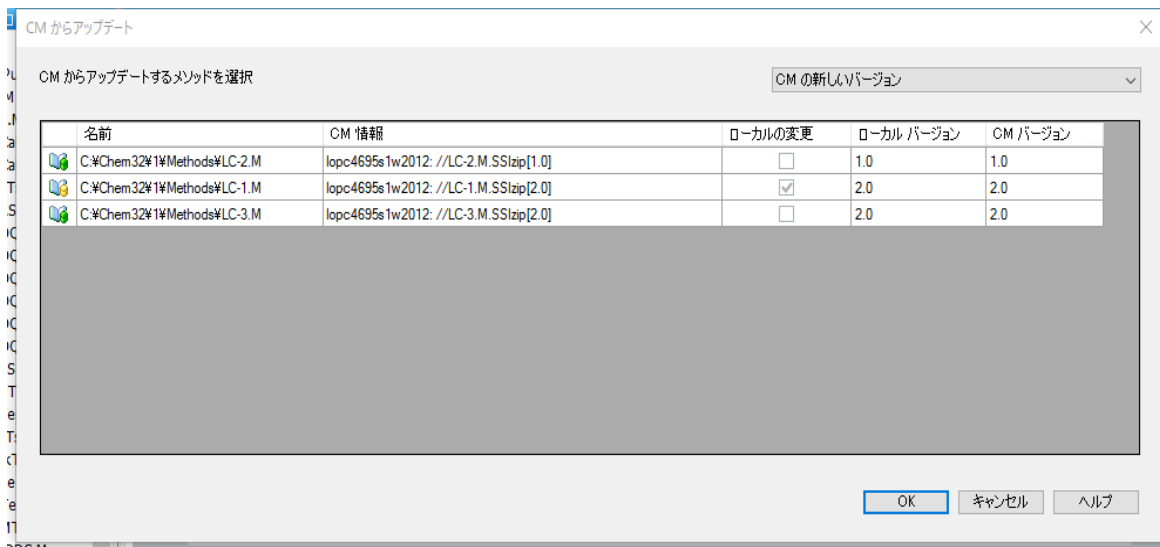 CM からアップデート
CM からアップデートするメソッドを選択
CM の新しいバージョン
名前 CM 情報 ローカルの変更 ローカル バージョン CM バージョン
C:¥Chem32¥1¥Methods¥LC-2.M lopc4695s1w2012: //LC-2.M.SSIzip[1.0] 1.0 1.0
C:¥Chem32¥1¥Methods¥LC-1.M lopc4695s1w2012: //LC-1.M.SSIzip[2.0] 2.0 2.0
C:¥Chem32¥1¥Methods¥LC-3.M lopc4695s1w2012: //LC-3.M.SSIzip[2.0] 2.0 2.0
OK キャンセル ヘルプ